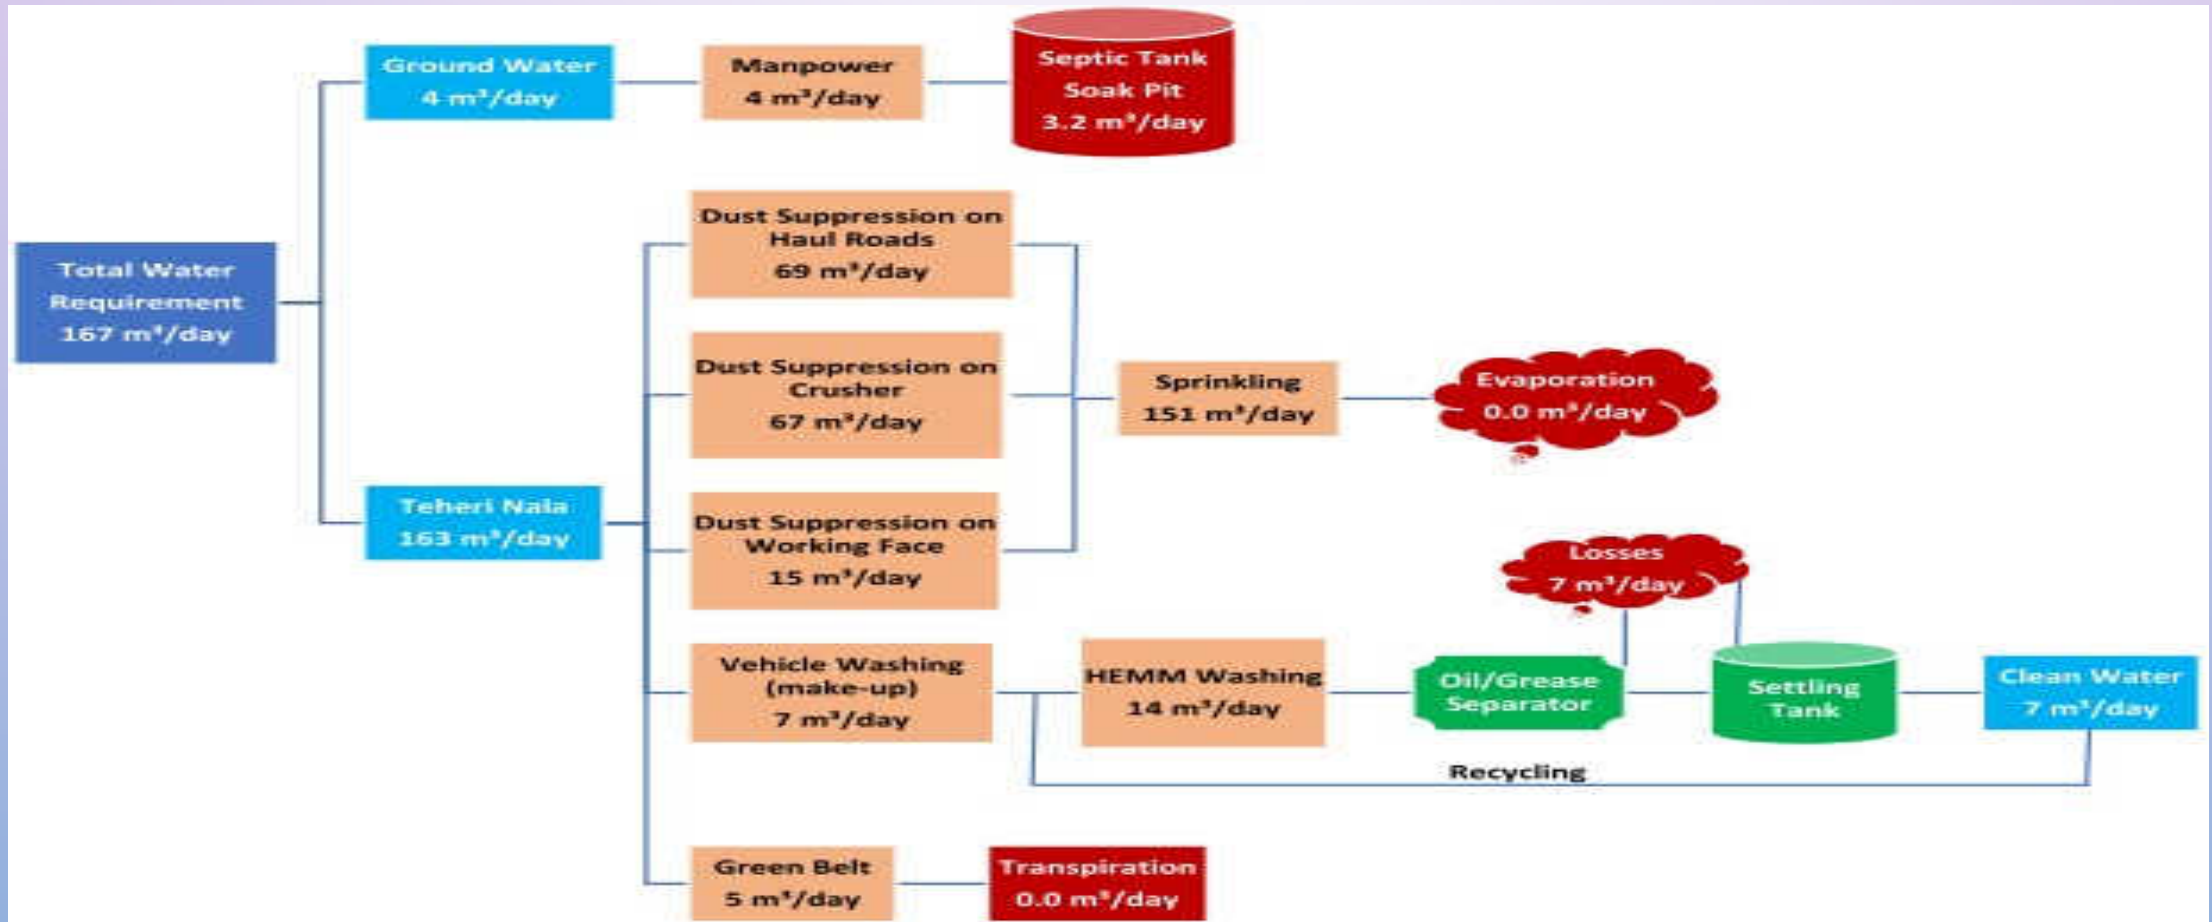 Ground Water
4 m³/day
Manpower
4 m³/day
Septic Tank
Soak Pit
3.2 m³/day
Total Water
Requirement
167 m³/day
Dust Suppression on
Haul Roads
69 m³/day
Dust Suppression on
Crusher
67 m³/day
Sprinkling
151 m³/day
Evaporation
0.0 m³/day
Teheri Nala
163 m³/day
Dust Suppression on
Working Face
15 m³/day
Losses
7 m³/day
Vehicle Washing
(make-up)
7 m³/day
HEMM Washing
14 m³/day
Oil/Grease
Separator
Settling
Tank
Clean Water
7 m³/day
Recycling
Green Belt
5 m³/day
Transpiration
0.0 m³/day